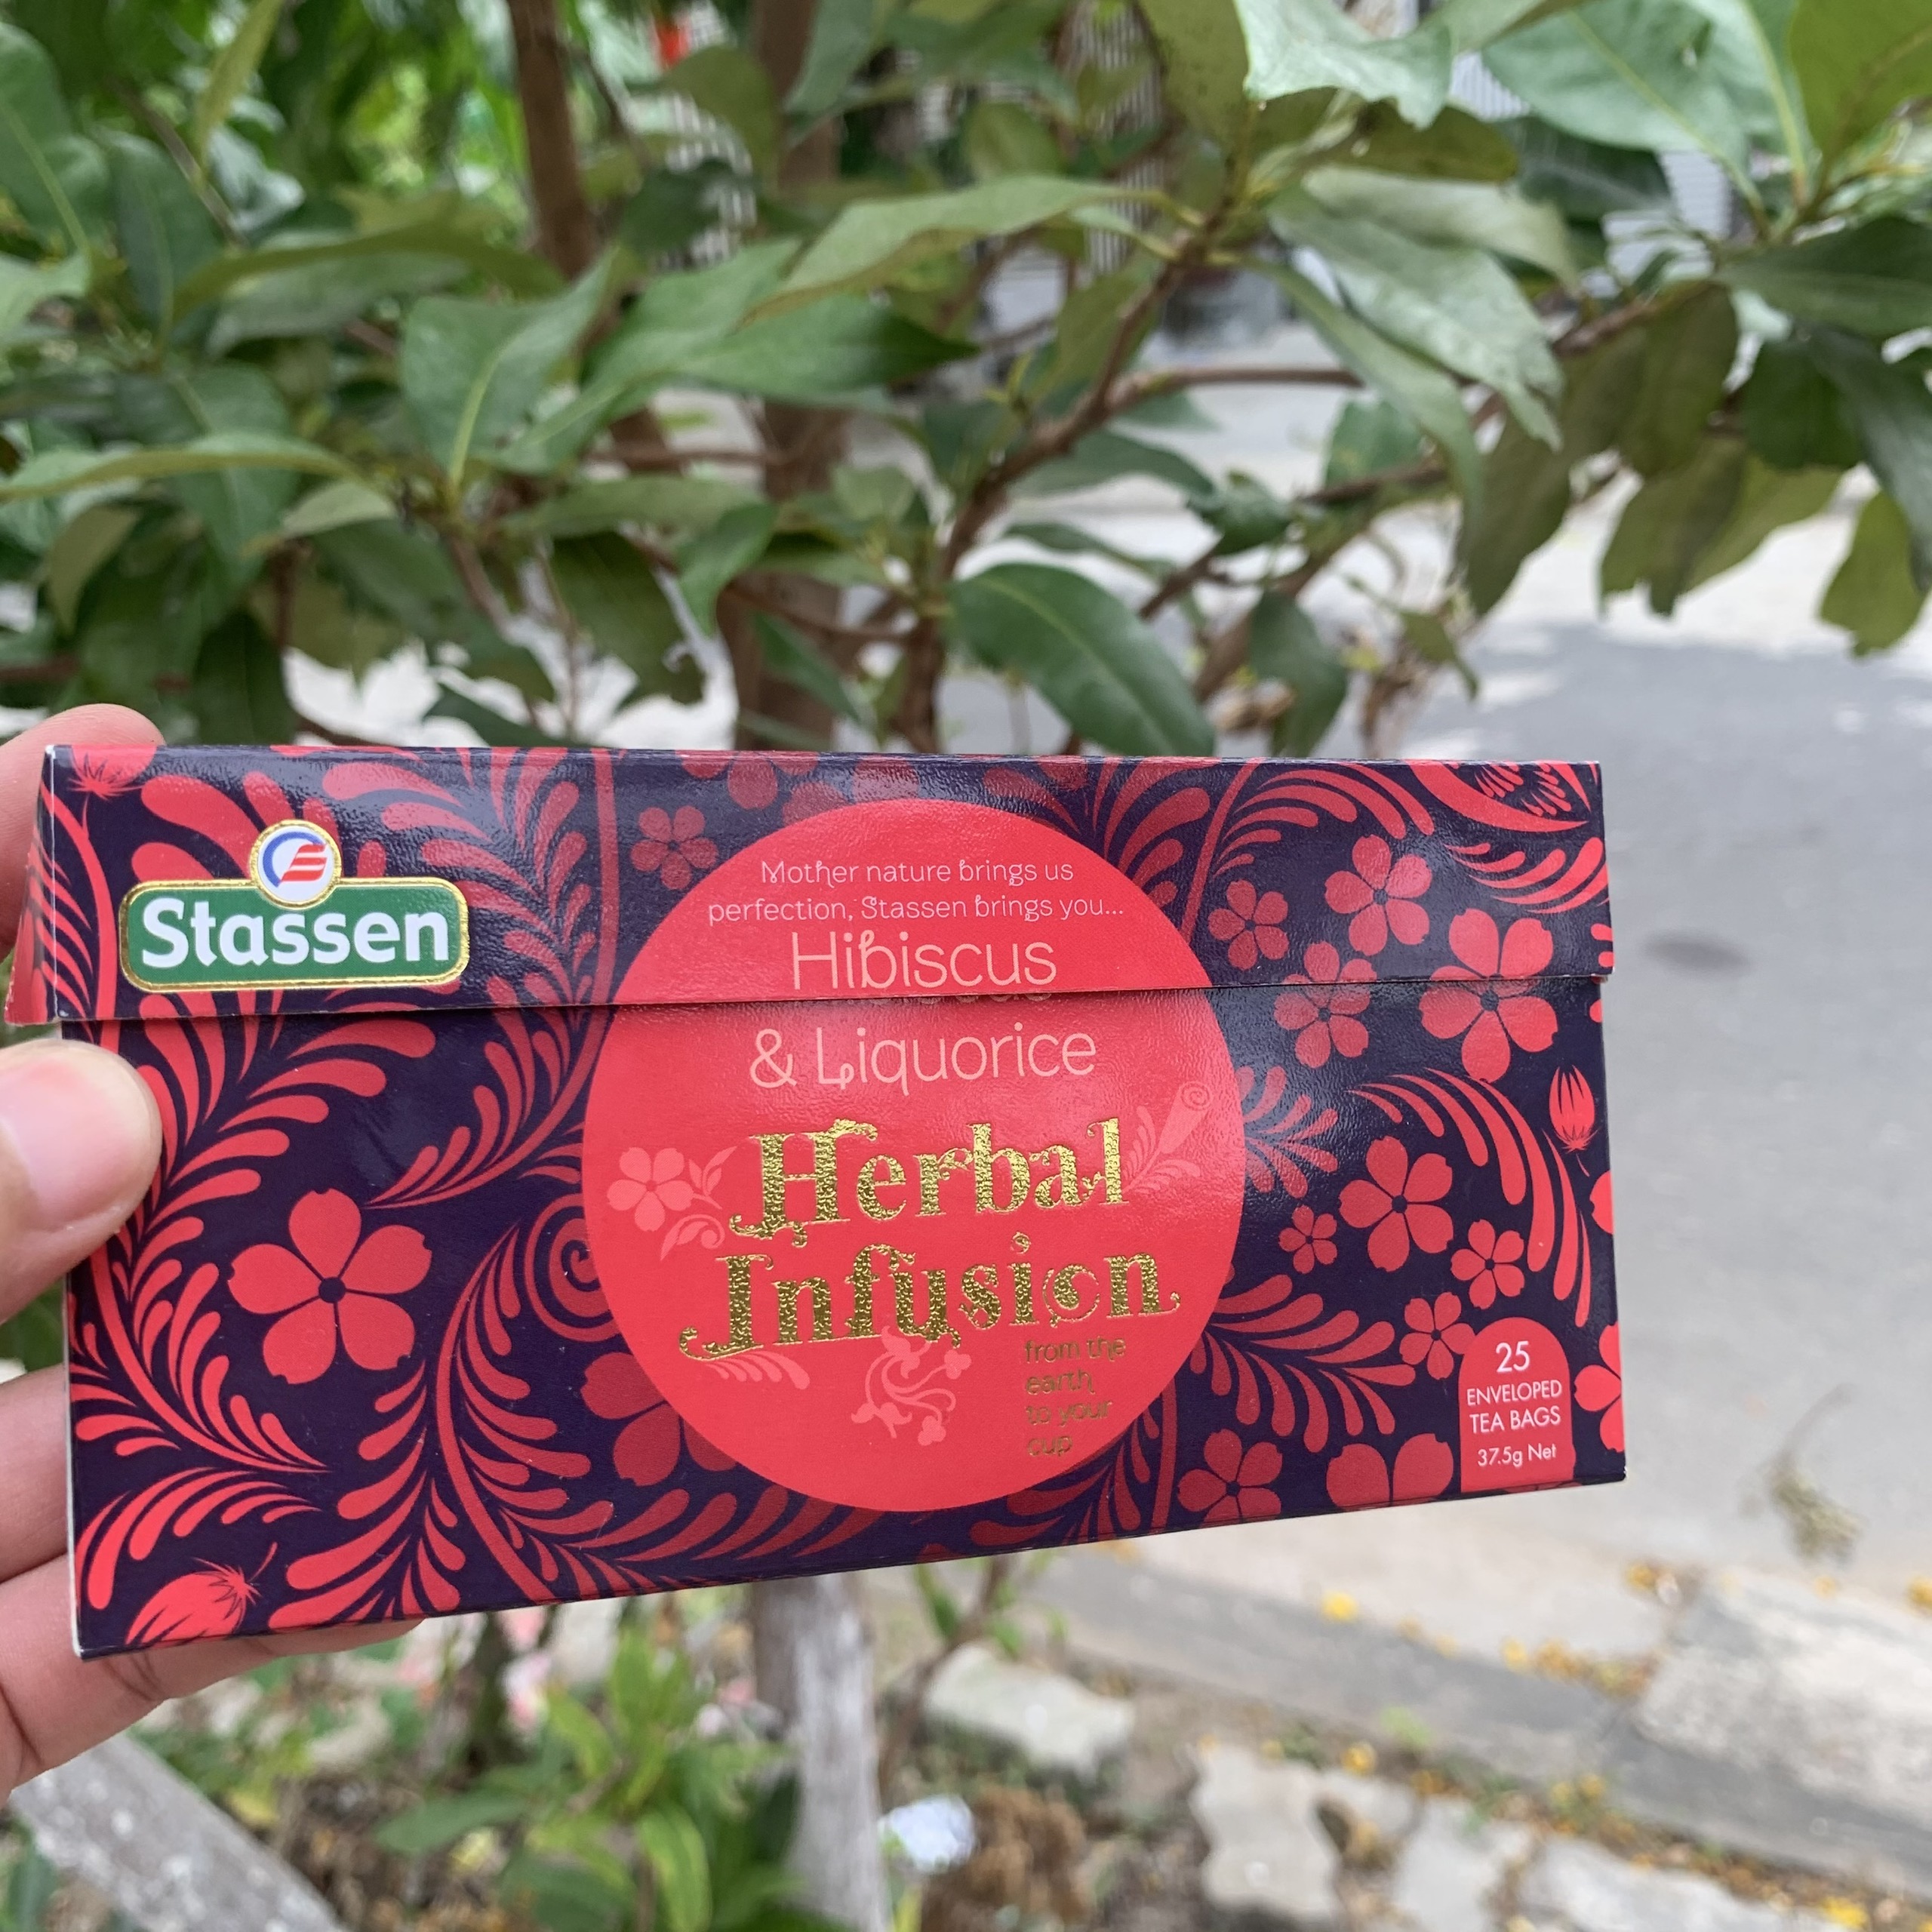 Stassen
Mother nature brings us
perfection, Stassen brings you...
Hibiscus
& Liquorice
Herbal
Infusion
from the
earth
to your
cup
25
ENVELOPED
TEA BAGS
37.5g Net